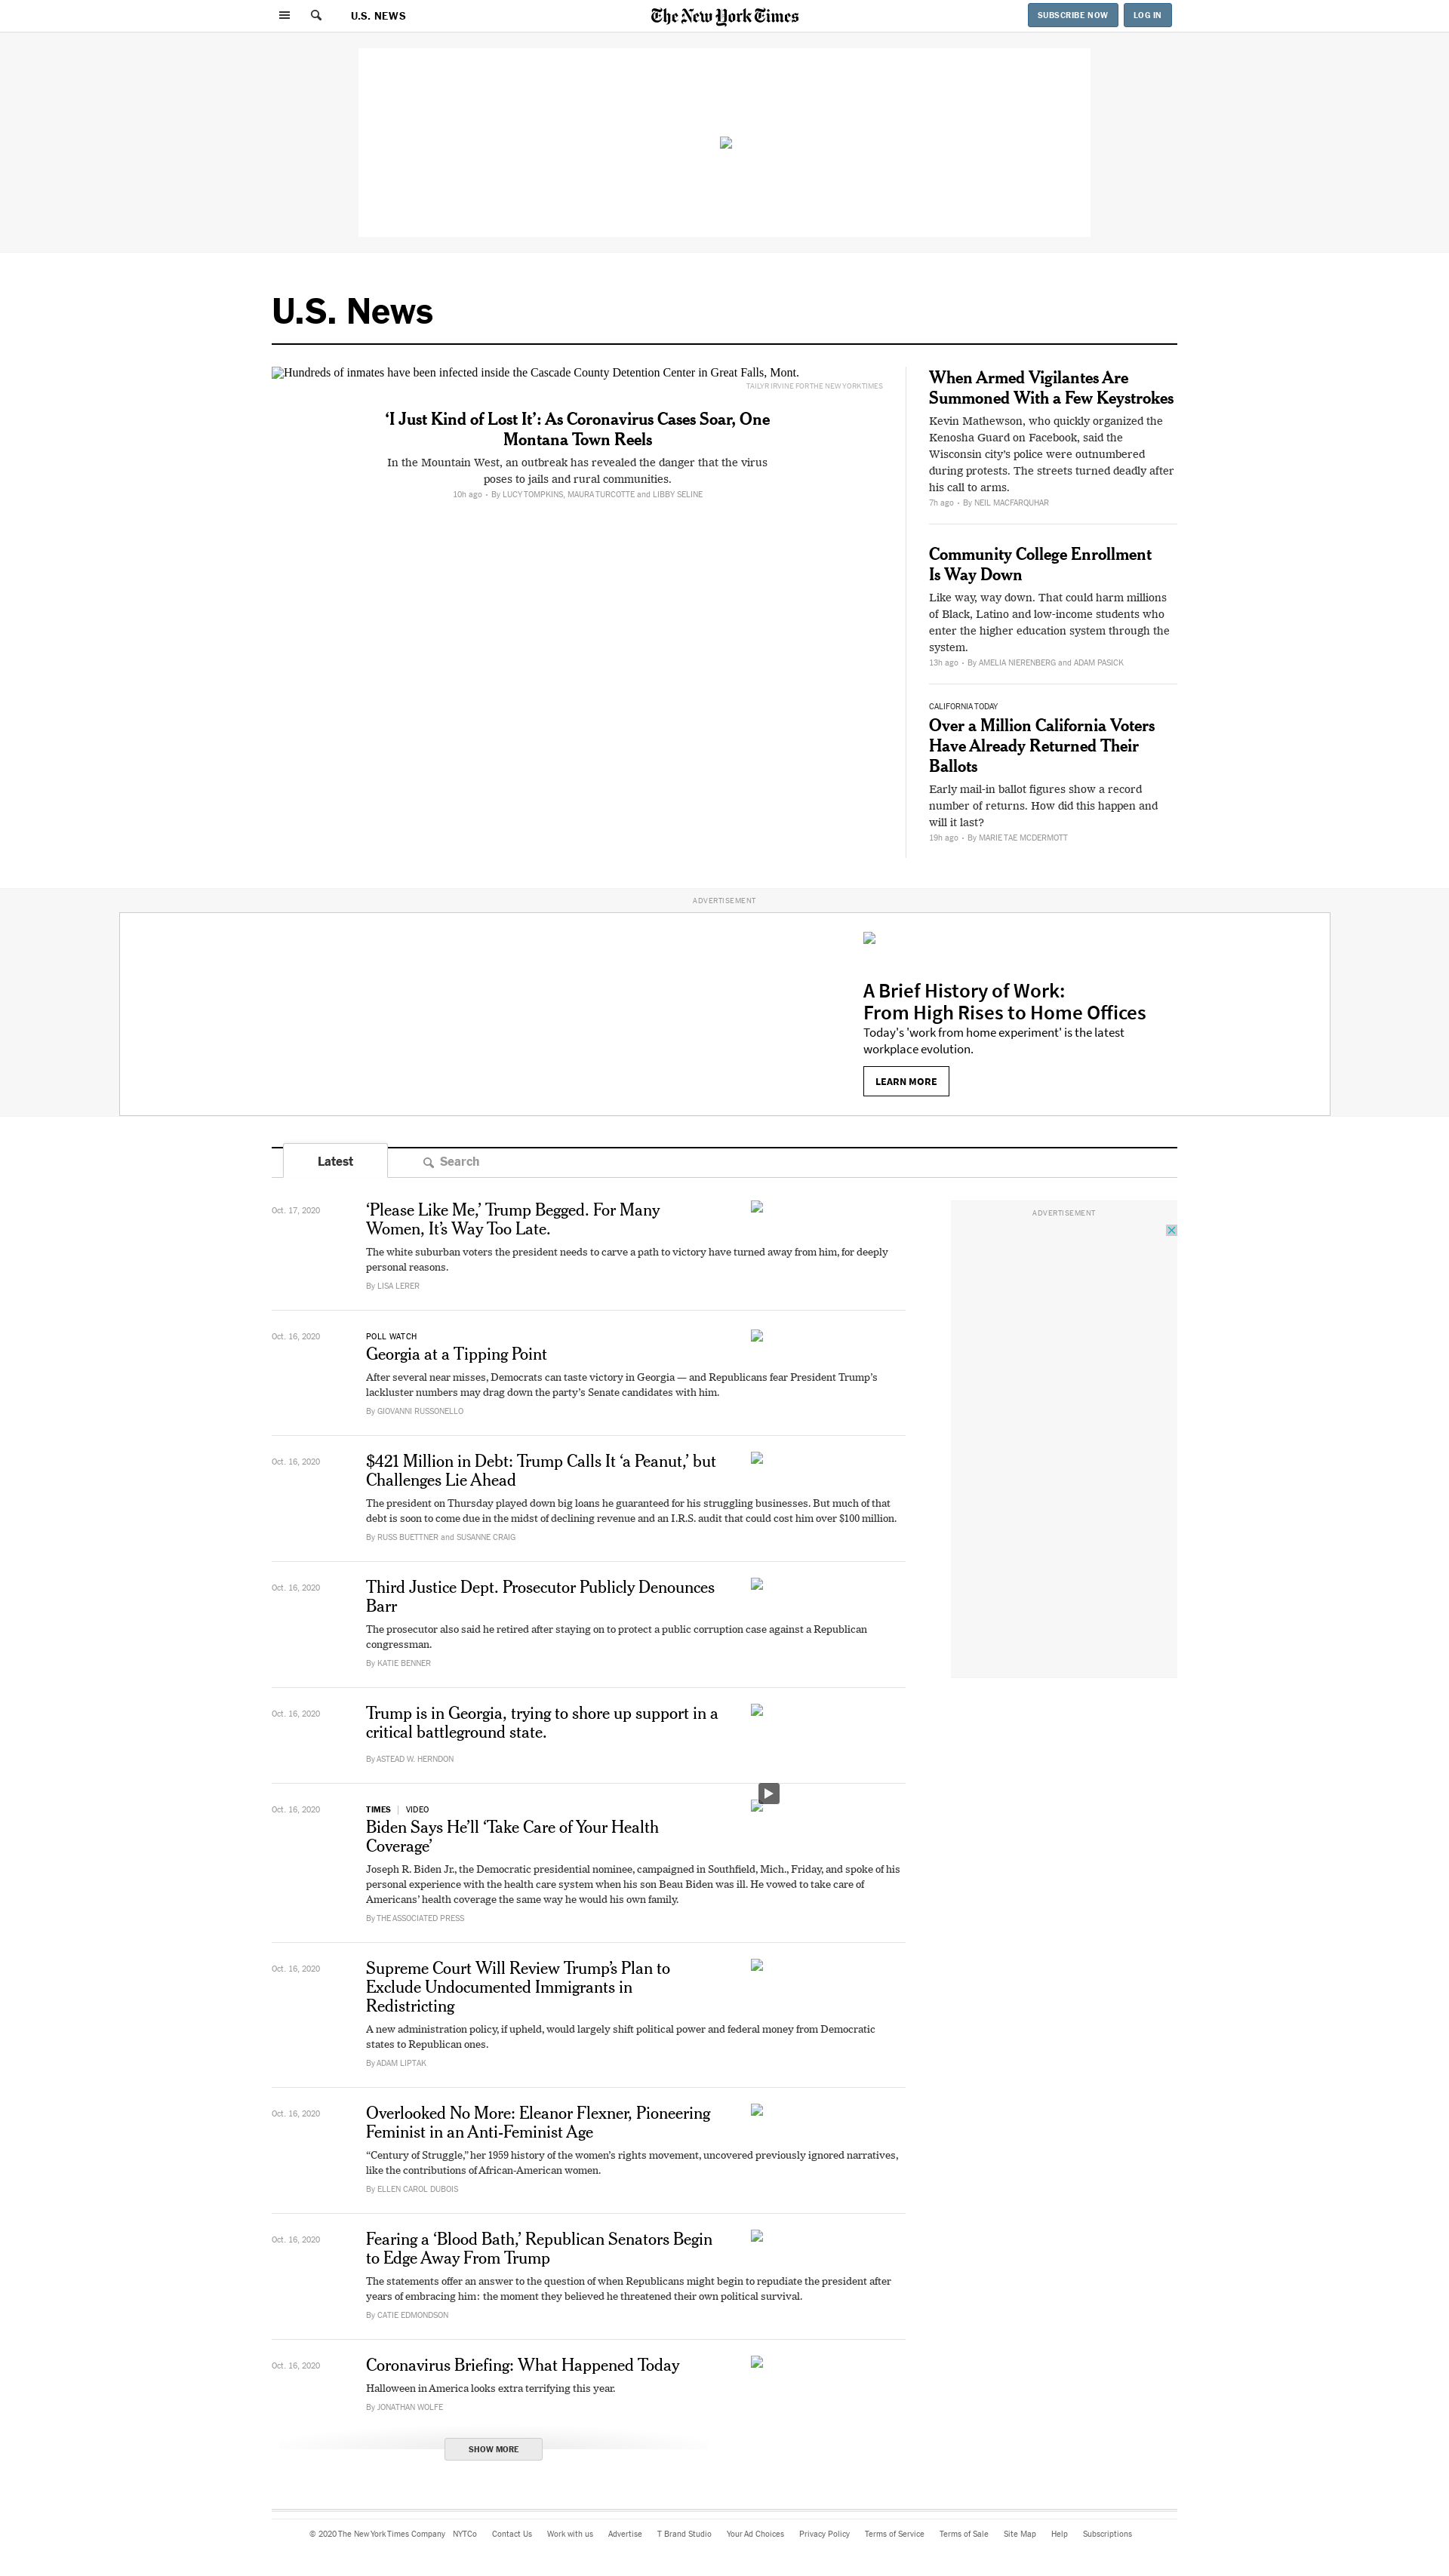 U.S. NEWS
The New York Times
SUBSCRIBE NOW
LOG IN
U.S. News
Hundreds of inmates have been infected inside the Cascade County Detention Center in Great Falls, Mont.
TAILYR IRVINE FOR THE NEW YORK TIMES
‘I Just Kind of Lost It’: As Coronavirus Cases Soar, One
Montana Town Reels
In the Mountain West, an outbreak has revealed the danger that the virus
poses to jails and rural communities.
10h ago • By LUCY TOMPKINS, MAURA TURCOTTE and LIBBY SELINE
When Armed Vigilantes Are
Summoned With a Few Keystrokes
Kevin Mathewson, who quickly organized the
Kenosha Guard on Facebook, said the
Wisconsin city’s police were outnumbered
during protests. The streets turned deadly after
his call to arms.
7h ago • By NEIL MACFARQUHAR
Community College Enrollment
Is Way Down
Like way, way down. That could harm millions
of Black, Latino and low-income students who
enter the higher education system through the
system.
13h ago • By AMELIA NIERENBERG and ADAM PASICK
CALIFORNIA TODAY
Over a Million California Voters
Have Already Returned Their
Ballots
Early mail-in ballot figures show a record
number of returns. How did this happen and
will it last?
19h ago • By MARIE TAE MCDERMOTT
ADVERTISEMENT
A Brief History of Work:
From High Rises to Home Offices
Today's 'work from home experiment' is the latest
workplace evolution.
LEARN MORE
Latest
Search
ADVERTISEMENT
Oct. 17, 2020
‘Please Like Me,’ Trump Begged. For Many
Women, It’s Way Too Late.
The white suburban voters the president needs to carve a path to victory have turned away from him, for deeply
personal reasons.
By LISA LERER
Oct. 16, 2020
POLL WATCH
Georgia at a Tipping Point
After several near misses, Democrats can taste victory in Georgia — and Republicans fear President Trump’s
lackluster numbers may drag down the party’s Senate candidates with him.
By GIOVANNI RUSSONELLO
Oct. 16, 2020
$421 Million in Debt: Trump Calls It ‘a Peanut,’ but
Challenges Lie Ahead
The president on Thursday played down big loans he guaranteed for his struggling businesses. But much of that
debt is soon to come due in the midst of declining revenue and an I.R.S. audit that could cost him over $100 million.
By RUSS BUETTNER and SUSANNE CRAIG
Oct. 16, 2020
Third Justice Dept. Prosecutor Publicly Denounces
Barr
The prosecutor also said he retired after staying on to protect a public corruption case against a Republican
congressman.
By KATIE BENNER
Oct. 16, 2020
Trump is in Georgia, trying to shore up support in a
critical battleground state.
By ASTEAD W. HERNDON
Oct. 16, 2020
TIMES | VIDEO
Biden Says He’ll ‘Take Care of Your Health
Coverage’
Joseph R. Biden Jr., the Democratic presidential nominee, campaigned in Southfield, Mich., Friday, and spoke of his
personal experience with the health care system when his son Beau Biden was ill. He vowed to take care of
Americans’ health coverage the same way he would his own family.
By THE ASSOCIATED PRESS
Oct. 16, 2020
Supreme Court Will Review Trump’s Plan to
Exclude Undocumented Immigrants in
Redistricting
A new administration policy, if upheld, would largely shift political power and federal money from Democratic
states to Republican ones.
By ADAM LIPTAK
Oct. 16, 2020
Overlooked No More: Eleanor Flexner, Pioneering
Feminist in an Anti-Feminist Age
“Century of Struggle,” her 1959 history of the women’s rights movement, uncovered previously ignored narratives,
like the contributions of African-American women.
By ELLEN CAROL DUBOIS
Oct. 16, 2020
Fearing a ‘Blood Bath,’ Republican Senators Begin
to Edge Away From Trump
The statements offer an answer to the question of when Republicans might begin to repudiate the president after
years of embracing him: the moment they believed he threatened their own political survival.
By CATIE EDMONDSON
Oct. 16, 2020
Coronavirus Briefing: What Happened Today
Halloween in America looks extra terrifying this year.
By JONATHAN WOLFE
SHOW MORE
© 2020 The New York Times Company NYTCo Contact Us Work with us Advertise T Brand Studio Your Ad Choices Privacy Policy Terms of Service Terms of Sale Site Map Help Subscriptions